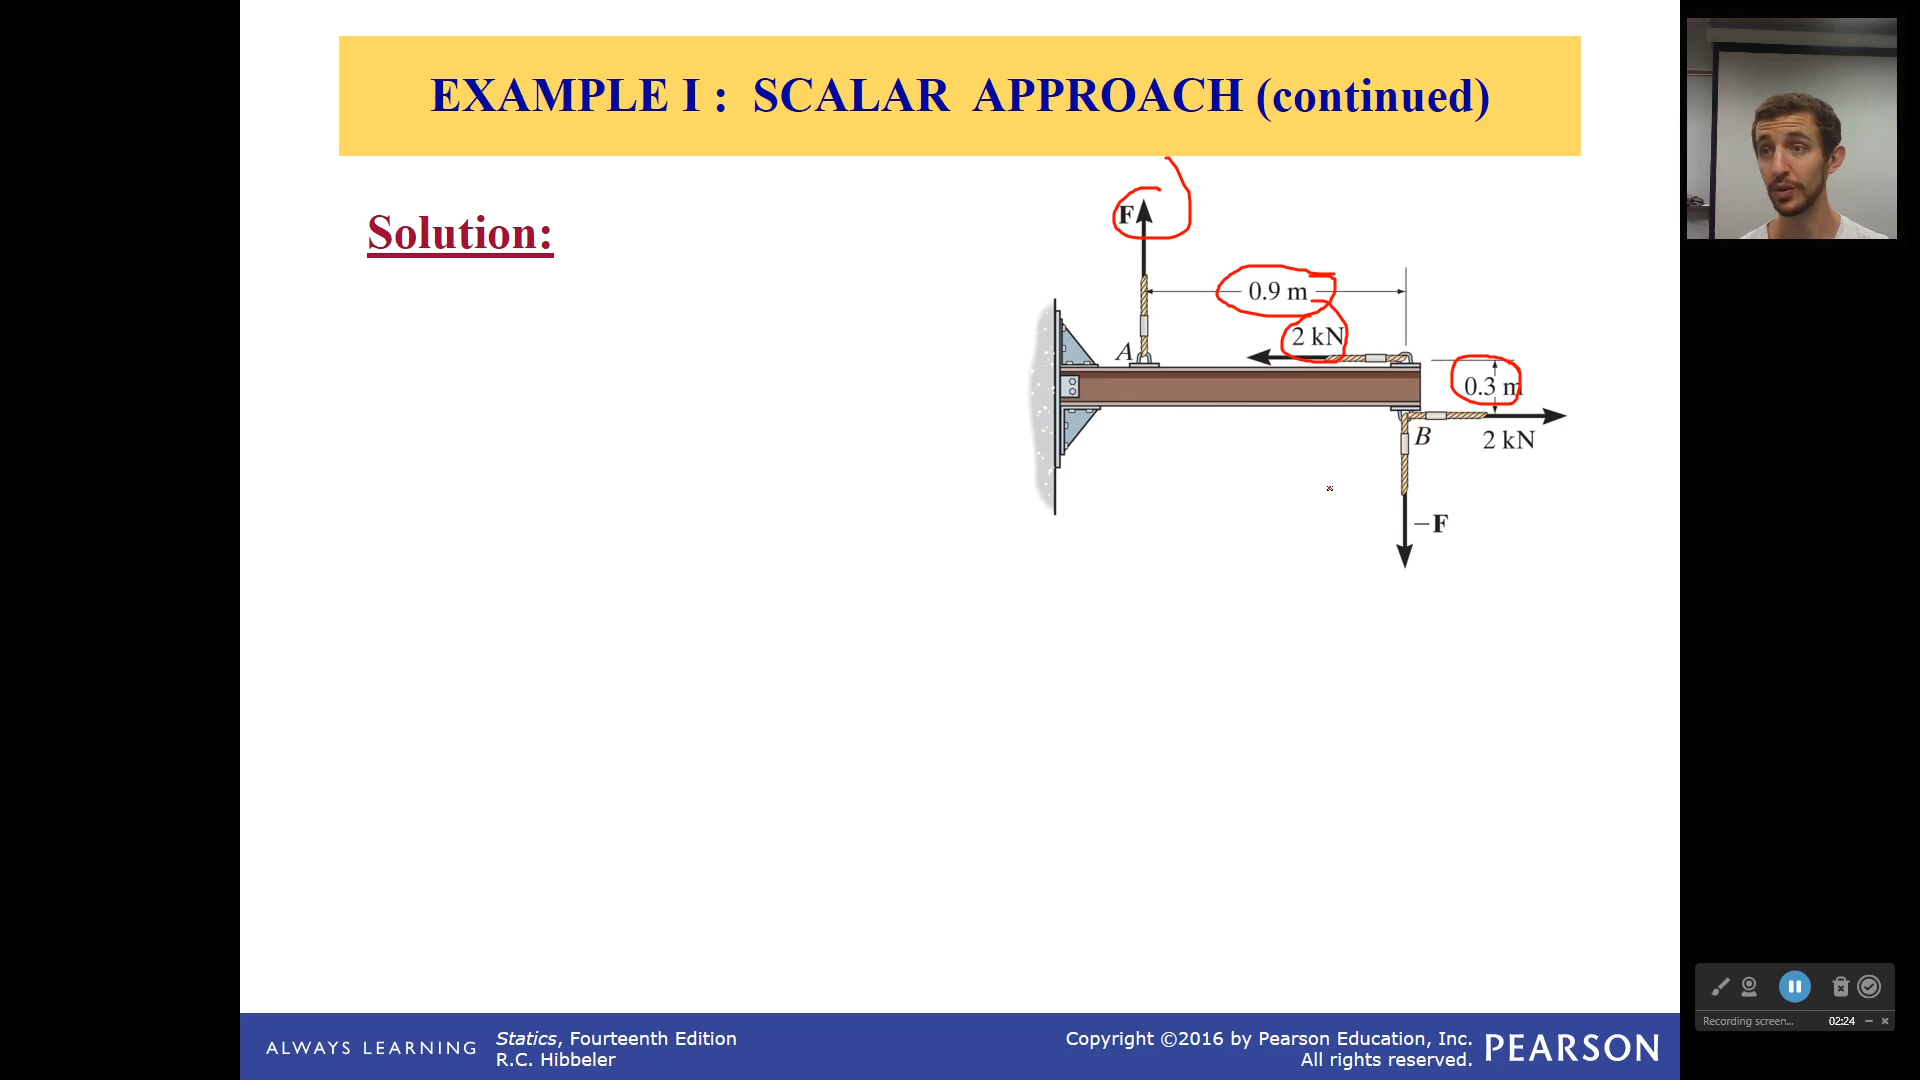 EXAMPLE I : SCALAR APPROACH (continued)
Solution:
F
0.9 m
2 kN
A
0.3 m
B
2 kN
–F
ALWAYS LEARNING
Statics, Fourteenth Edition
R.C. Hibbeler
Copyright ©2016 by Pearson Education, Inc.
All rights reserved.
PEARSON
Recording screen... 02:24